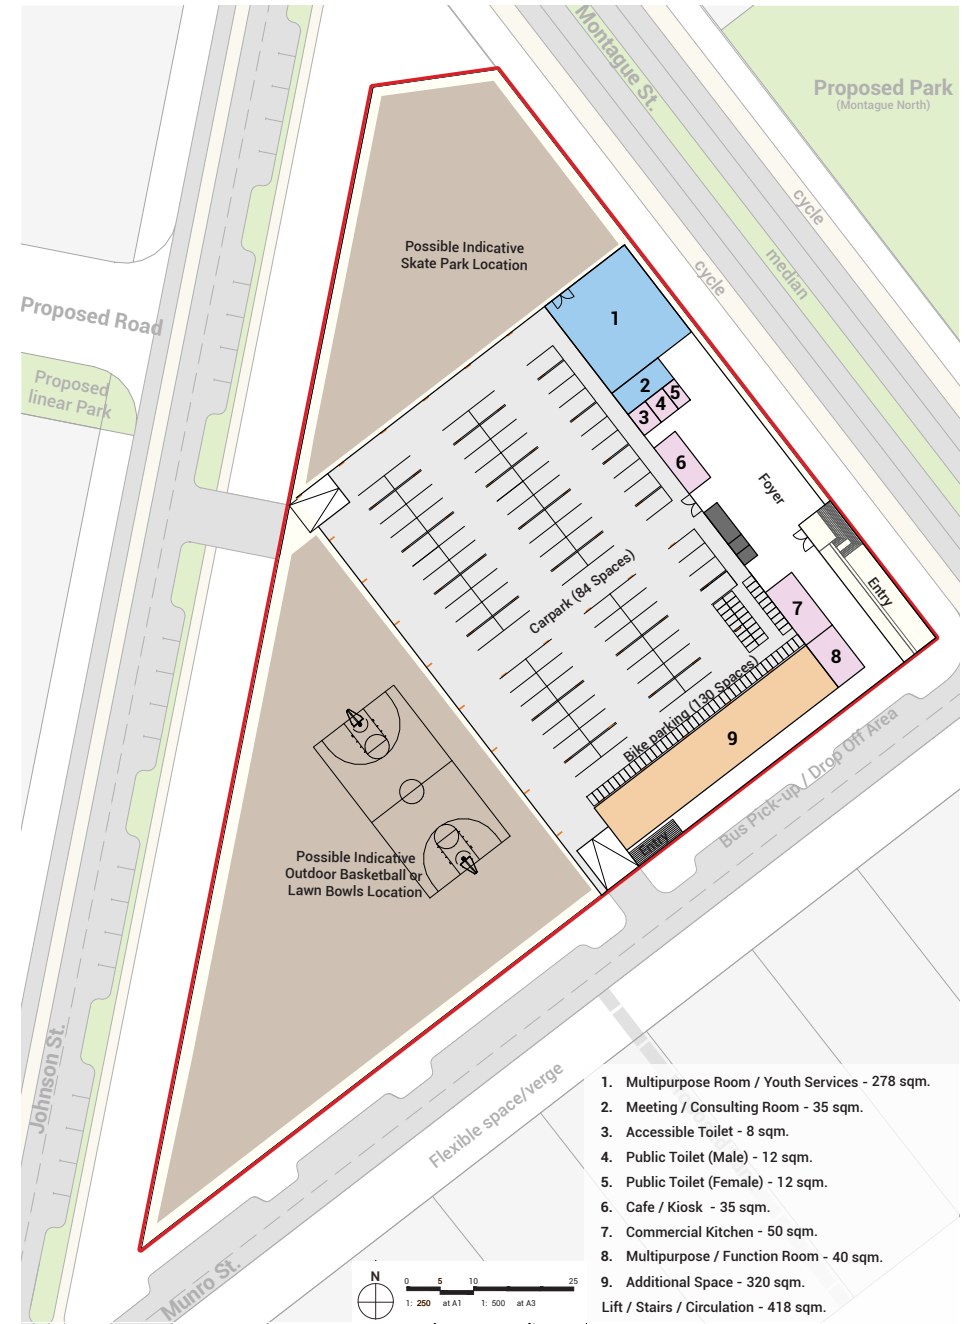 Montague St.
Proposed Park
(Montague North)
cycle
median
cycle
Possible Indicative
Skate Park Location
Proposed Road
Proposed
linear Park
1
2
3
4
5
6
Foyer
Entry
7
8
9
Carpark (84 Spaces)
Bike parking (130 Spaces)
Entry
Bus Pick-up / Drop Off Area
Possible Indicative
Outdoor Basketball or
Lawn Bowls Location
Johnson St.
Flexible space/verge
Munro St.
1. Multipurpose Room / Youth Services - 278 sqm.
2. Meeting / Consulting Room - 35 sqm.
3. Accessible Toilet - 8 sqm.
4. Public Toilet (Male) - 12 sqm.
5. Public Toilet (Female) - 12 sqm.
6. Cafe / Kiosk - 35 sqm.
7. Commercial Kitchen - 50 sqm.
8. Multipurpose / Function Room - 40 sqm.
9. Additional Space - 320 sqm.
Lift / Stairs / Circulation - 418 sqm.
N
0 5 10 25
1: 250 at A1 1: 500 at A3